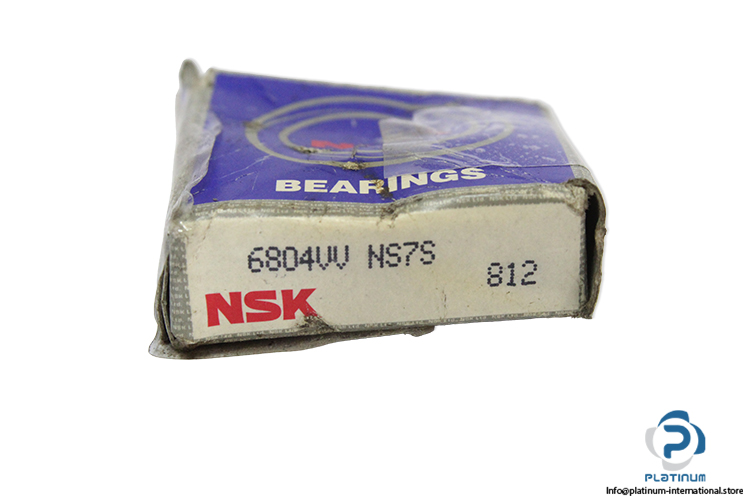 BEARINGS
6804VV NS7S
812
NSK
PLATINUM
Info@platinum-international.store